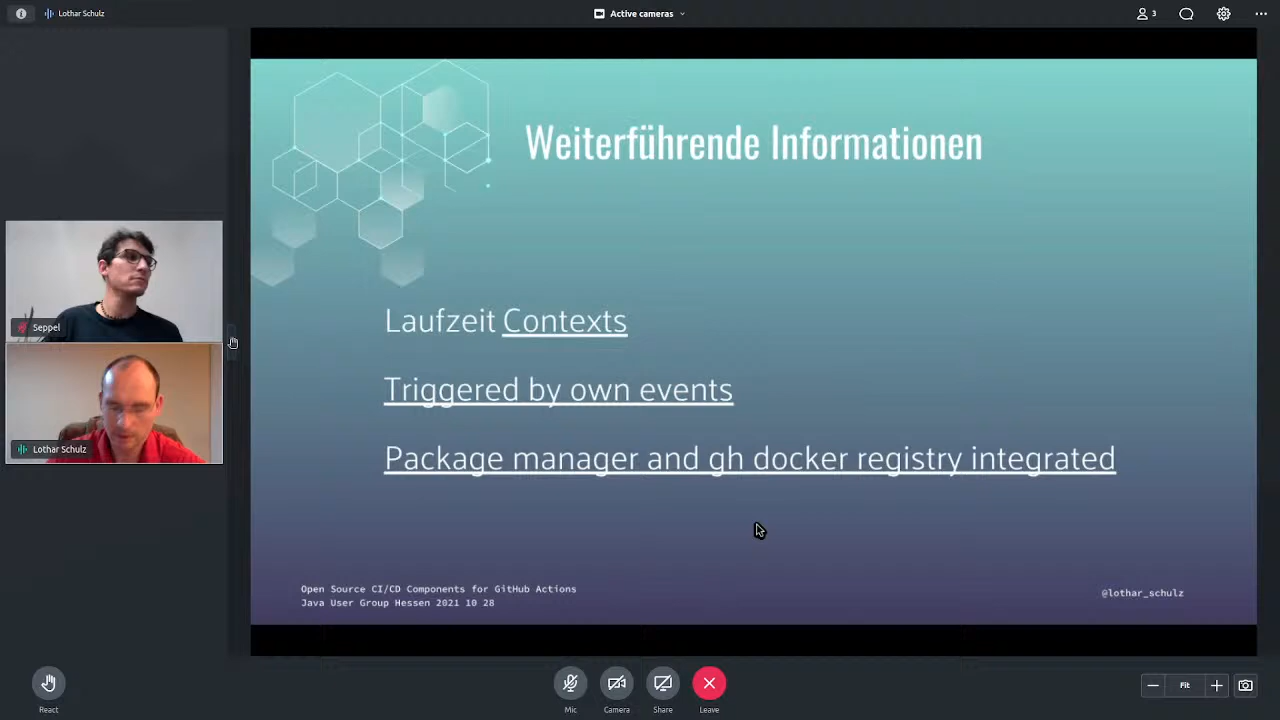 Lothar Schulz
Active cameras
3
Weiterführende Informationen
Laufzeit Contexts
Triggered by own events
Package manager and gh docker registry integrated
Open Source CI/CD Components for GitHub Actions
Java User Group Hessen 2021 10 28
@lothar_schulz
Seppel
Lothar Schulz
React
Mic
Camera
Share
Leave
Fit